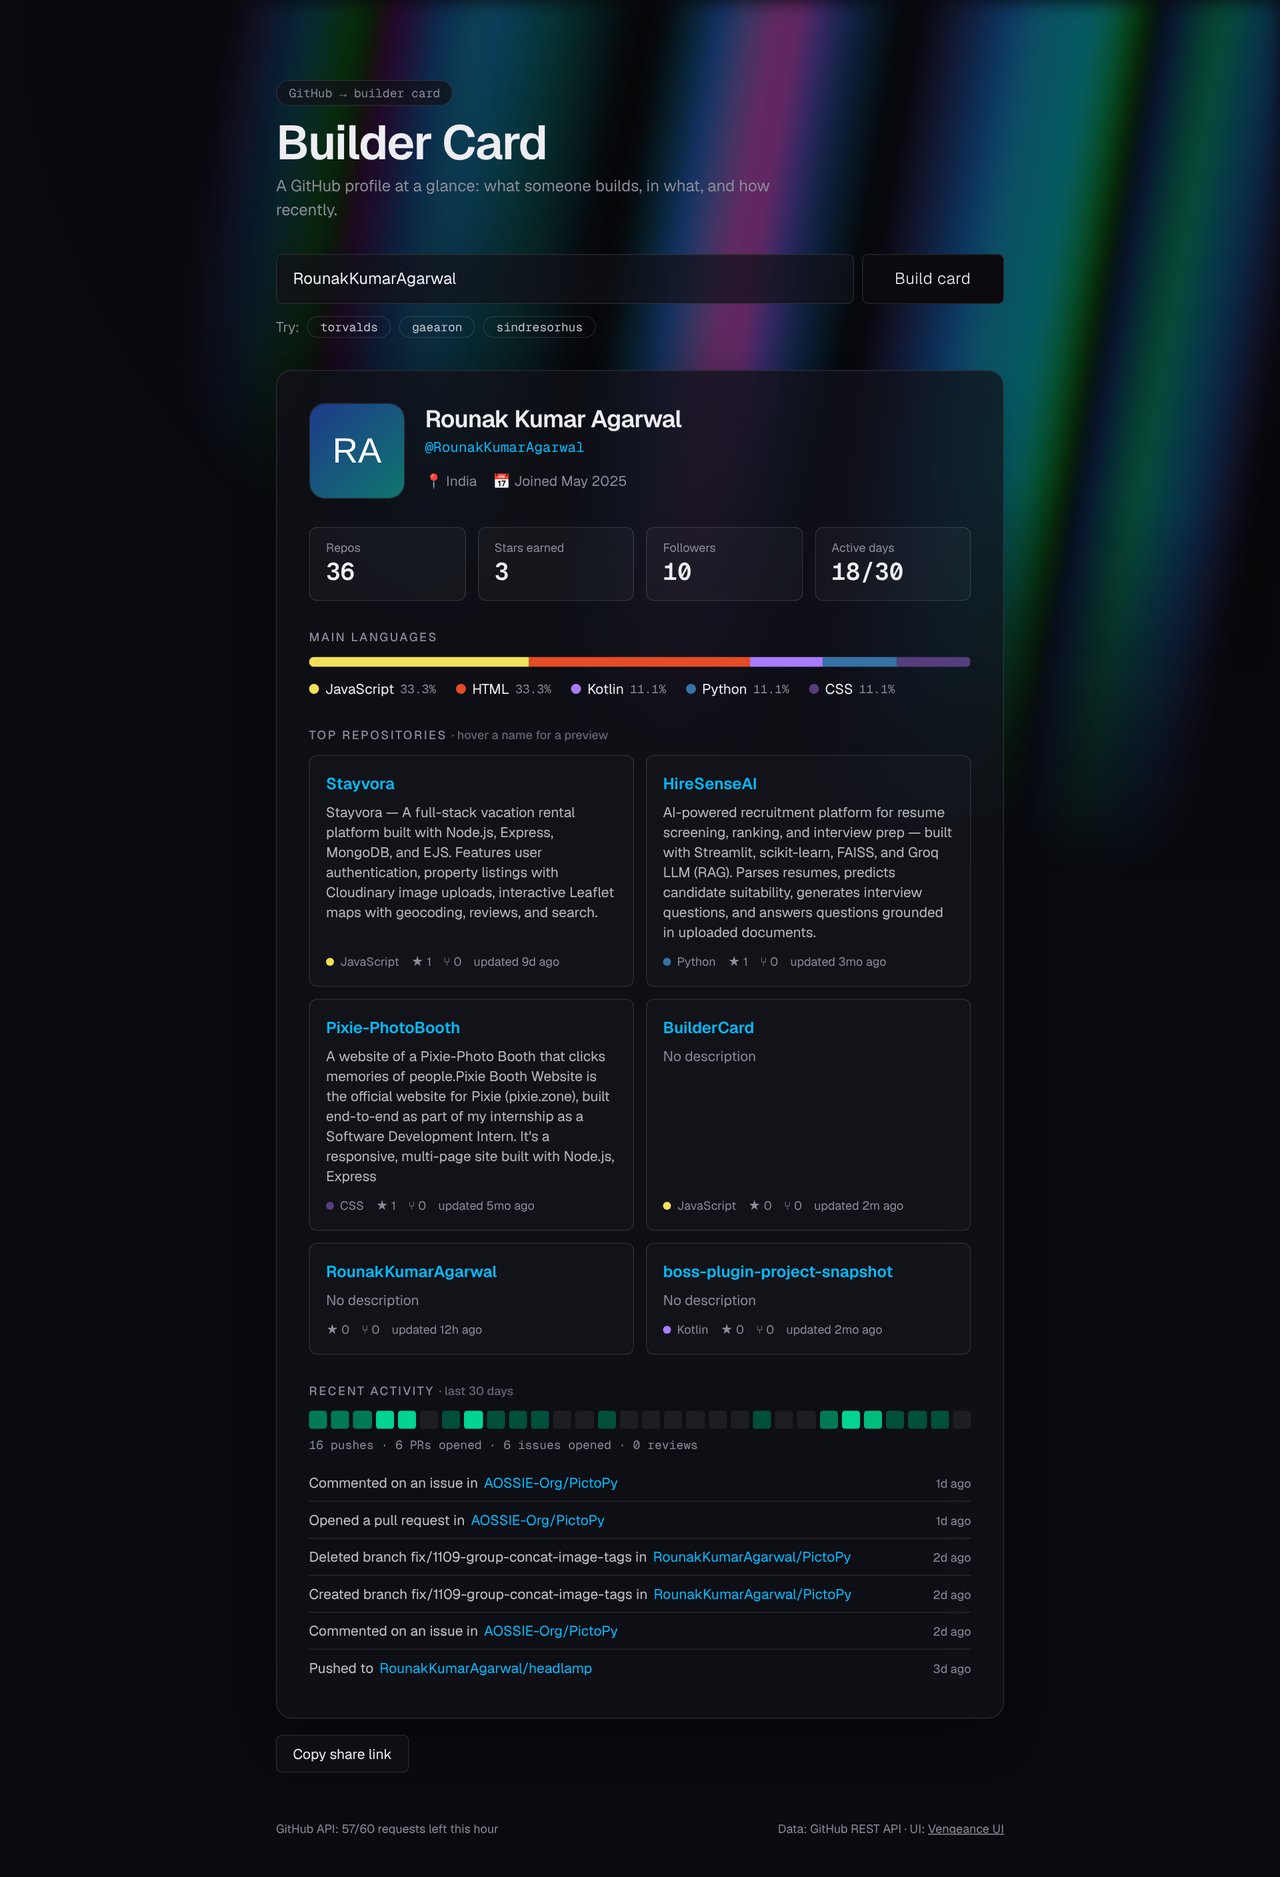 GitHub → builder card
Builder Card
A GitHub profile at a glance: what someone builds, in what, and how
recently.
RounakKumarAgarwal
Build card
Try: torvalds gaearon sindresorhus
RA
Rounak Kumar Agarwal
@RounakKumarAgarwal
📍 India 📅 Joined May 2025
Repos
36
Stars earned
3
Followers
10
Active days
18/30
MAIN LANGUAGES
JavaScript 33.3% HTML 33.3% Kotlin 11.1% Python 11.1% CSS 11.1%
TOP REPOSITORIES · hover a name for a preview
Stayvora
Stayvora — A full-stack vacation rental
platform built with Node.js, Express,
MongoDB, and EJS. Features user
authentication, property listings with
Cloudinary image uploads, interactive Leaflet
maps with geocoding, reviews, and search.
JavaScript ★ 1 ⑂ 0 updated 9d ago
HireSenseAI
AI-powered recruitment platform for resume
screening, ranking, and interview prep — built
with Streamlit, scikit-learn, FAISS, and Groq
LLM (RAG). Parses resumes, predicts
candidate suitability, generates interview
questions, and answers questions grounded
in uploaded documents.
Python ★ 1 ⑂ 0 updated 3mo ago
Pixie-PhotoBooth
A website of a Pixie-Photo Booth that clicks
memories of people.Pixie Booth Website is
the official website for Pixie (pixie.zone), built
end-to-end as part of my internship as a
Software Development Intern. It's a
responsive, multi-page site built with Node.js,
Express
CSS ★ 1 ⑂ 0 updated 5mo ago
BuilderCard
No description
JavaScript ★ 0 ⑂ 0 updated 2m ago
RounakKumarAgarwal
No description
★ 0 ⑂ 0 updated 12h ago
boss-plugin-project-snapshot
No description
Kotlin ★ 0 ⑂ 0 updated 2mo ago
RECENT ACTIVITY · last 30 days
16 pushes · 6 PRs opened · 6 issues opened · 0 reviews
Commented on an issue in AOSSIE-Org/PictoPy 1d ago
Opened a pull request in AOSSIE-Org/PictoPy 1d ago
Deleted branch fix/1109-group-concat-image-tags in RounakKumarAgarwal/PictoPy 2d ago
Created branch fix/1109-group-concat-image-tags in RounakKumarAgarwal/PictoPy 2d ago
Commented on an issue in AOSSIE-Org/PictoPy 2d ago
Pushed to RounakKumarAgarwal/headlamp 3d ago
Copy share link
GitHub API: 57/60 requests left this hour
Data: GitHub REST API · UI: Vengeance UI